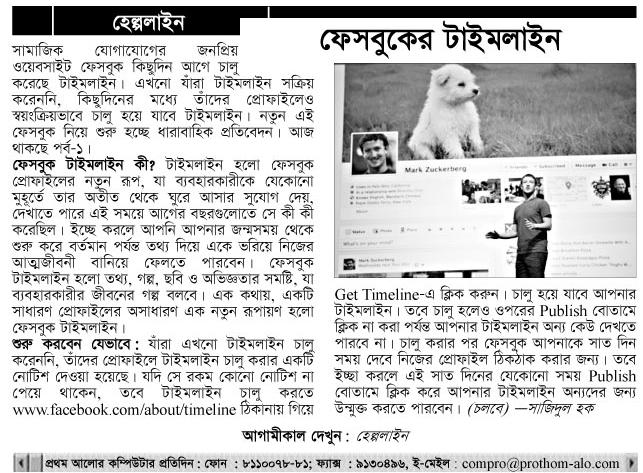 হেল্পলাইন
ফেসবুকের টাইমলাইন
সামাজিক যোগাযোগের জনপ্রিয়
ওয়েবসাইট ফেসবুক কিছুদিন আগে চালু
করেছে টাইমলাইন। এখনো যাঁরা টাইমলাইন সক্রিয়
করেননি, কিছুদিনের মধ্যে তাঁদের প্রোফাইলেও
স্বয়ংক্রিয়ভাবে চালু হয়ে যাবে টাইমলাইন। নতুন এই
ফেসবুক নিয়ে শুরু হচ্ছে ধারাবাহিক প্রতিবেদন। আজ
থাকছে পর্ব-১।
ফেসবুক টাইমলাইন কী? টাইমলাইন হলো ফেসবুক
প্রোফাইলের নতুন রূপ, যা ব্যবহারকারীকে যেকোনো
মুহূর্তে তার অতীত থেকে ঘুরে আসার সুযোগ দেয়,
দেখাতে পারে এই সময়ে আগের বছরগুলোতে সে কী কী
করেছিল। ইচ্ছে করলে আপনি আপনার জন্মসময় থেকে
শুরু করে বর্তমান পর্যন্ত তথ্য দিয়ে একে ভরিয়ে নিজের
আত্মজীবনী বানিয়ে ফেলতে পারবেন। ফেসবুক
টাইমলাইন হলো তথ্য, গল্প, ছবি ও অভিজ্ঞতার সমষ্টি, যা
ব্যবহারকারীর জীবনের গল্প বলবে। এক কথায়, একটি
সাধারণ প্রোফাইলের অসাধারণ এক নতুন রূপায়ণ হলো
ফেসবুক টাইমলাইন।
শুরু করবেন যেভাবে: যাঁরা এখনো টাইমলাইন চালু
করেননি, তাঁদের প্রোফাইলে টাইমলাইন চালু করার একটি
নোটিশ দেওয়া হয়েছে। যদি সে রকম কোনো নোটিশ না
পেয়ে থাকেন, তবে টাইমলাইন চালু করতে
www.facebook.com/about/timeline ঠিকানায় গিয়ে
Mark Zuckerberg
Message
Status
Photo
What's on your mind?
Mark Zuckerberg
Get Timeline-এ ক্লিক করুন। চালু হয়ে যাবে আপনার
টাইমলাইন। তবে চালু হলেও ওপরের Publish বোতামে
ক্লিক না করা পর্যন্ত আপনার টাইমলাইন অন্য কেউ দেখতে
পারবে না। চালু করার পর ফেসবুক আপনাকে সাত দিন
সময় দেবে নিজের প্রোফাইল ঠিকঠাক করার জন্য। তবে
ইচ্ছা করলে এই সাত দিনের যেকোনো সময় Publish
বোতামে ক্লিক করে আপনার টাইমলাইন অন্যদের জন্য
উন্মুক্ত করতে পারবেন। (চলবে) —সাজিদুল হক
আগামীকাল দেখুন : হেল্পলাইন
প্রথম আলোর কম্পিউটার প্রতিদিন : ফোন : ৮১১০০৭৮-৮১; ফ্যাক্স : ৯১৩০৪৯৬, ই-মেইল : compro@prothom-alo.com